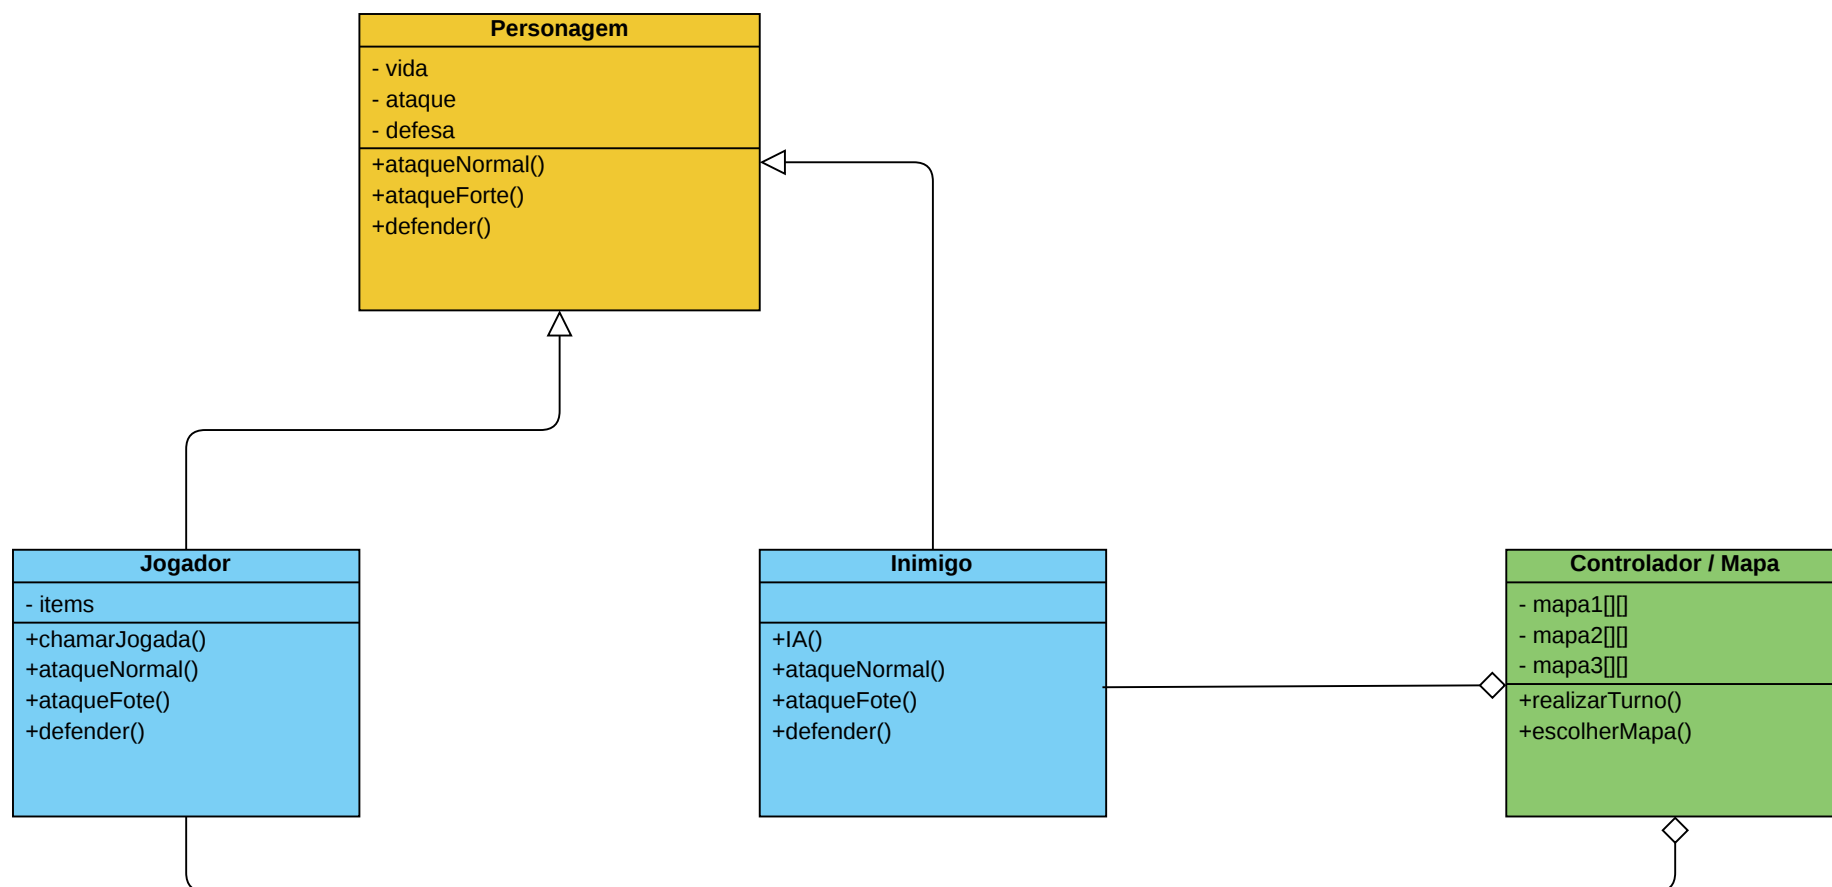 Personagem
- vida
- ataque
- defesa
+ataqueNormal()
+ataqueForte()
+defender()
Jogador
- items
+chamarJogada()
+ataqueNormal()
+ataqueFote()
+defender()
Inimigo
+IA()
+ataqueNormal()
+ataqueFote()
+defender()
Controlador / Mapa
- mapa1[][]
- mapa2[][]
- mapa3[][]
+realizarTurno()
+escolherMapa()